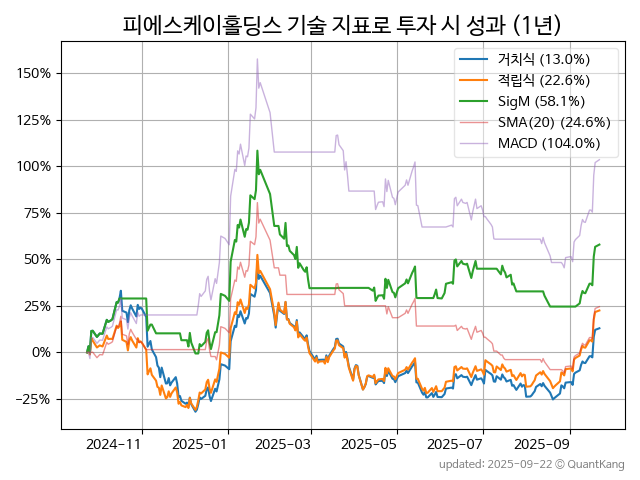 피에스케이홀딩스 기술 지표로 투자 시 성과 (1년)
거치식 (13.0%)
적립식 (22.6%)
SigM (58.1%)
SMA(20) (24.6%)
MACD (104.0%)
150%
125%
100%
75%
50%
25%
0%
−25%
2024-11
2025-01
2025-03
2025-05
2025-07
2025-09
updated: 2025-09-22 © QuantKang